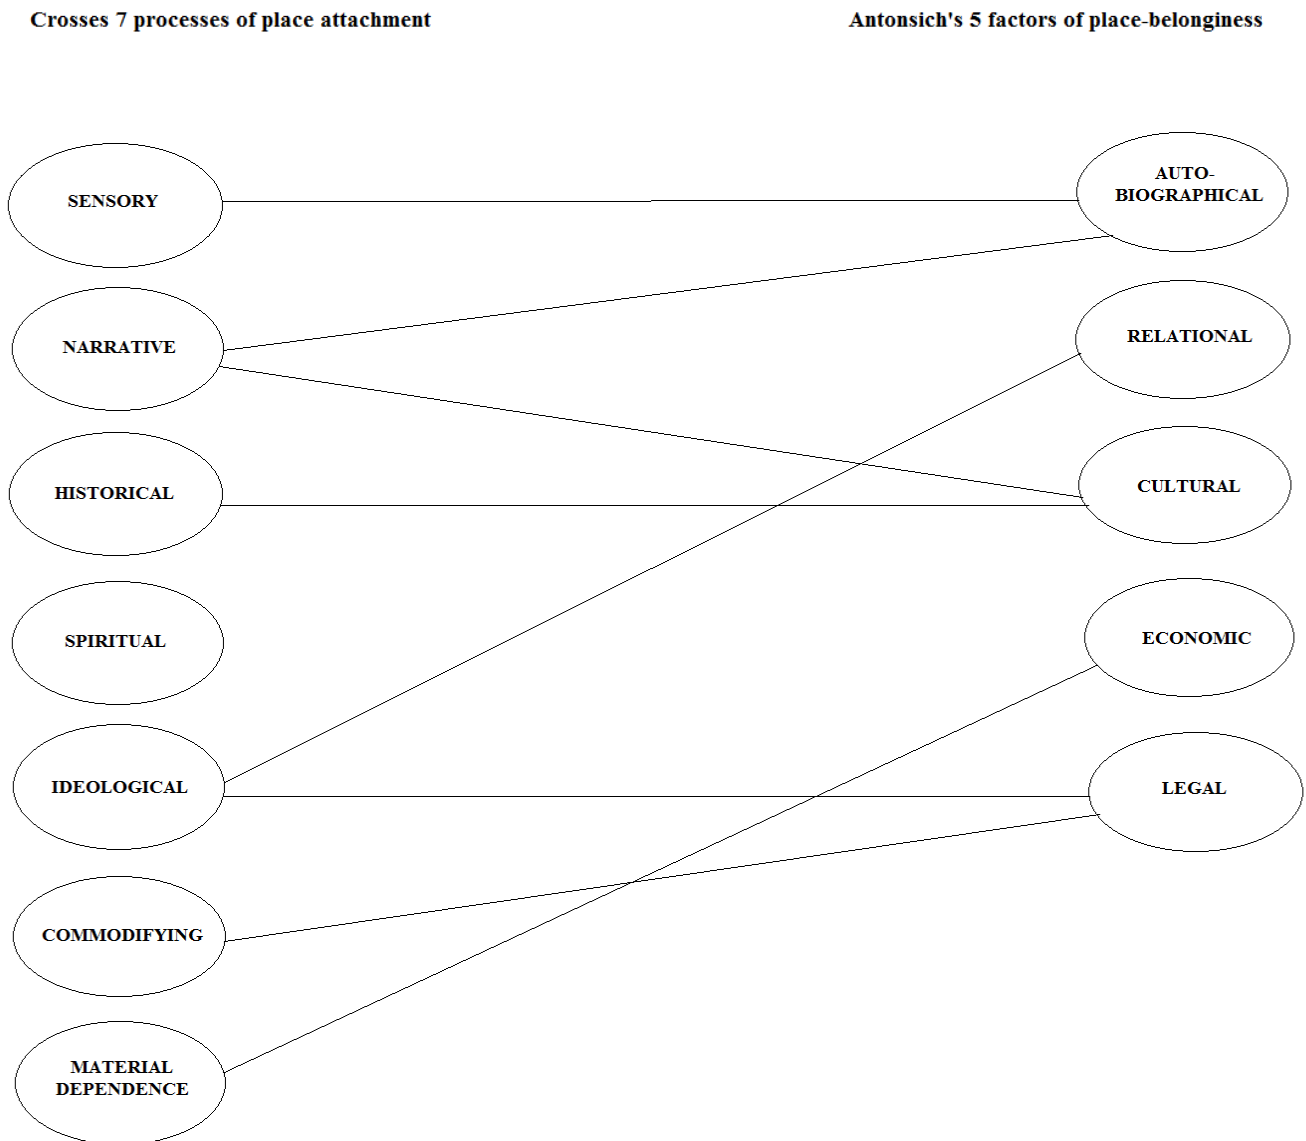 Crosses 7 processes of place attachment
Antonsich's 5 factors of place-belonginess
SENSORY
NARRATIVE
HISTORICAL
SPIRITUAL
IDEOLOGICAL
COMMODIFYING
MATERIAL
DEPENDENCE
AUTO-
BIOGRAPHICAL
RELATIONAL
CULTURAL
ECONOMIC
LEGAL